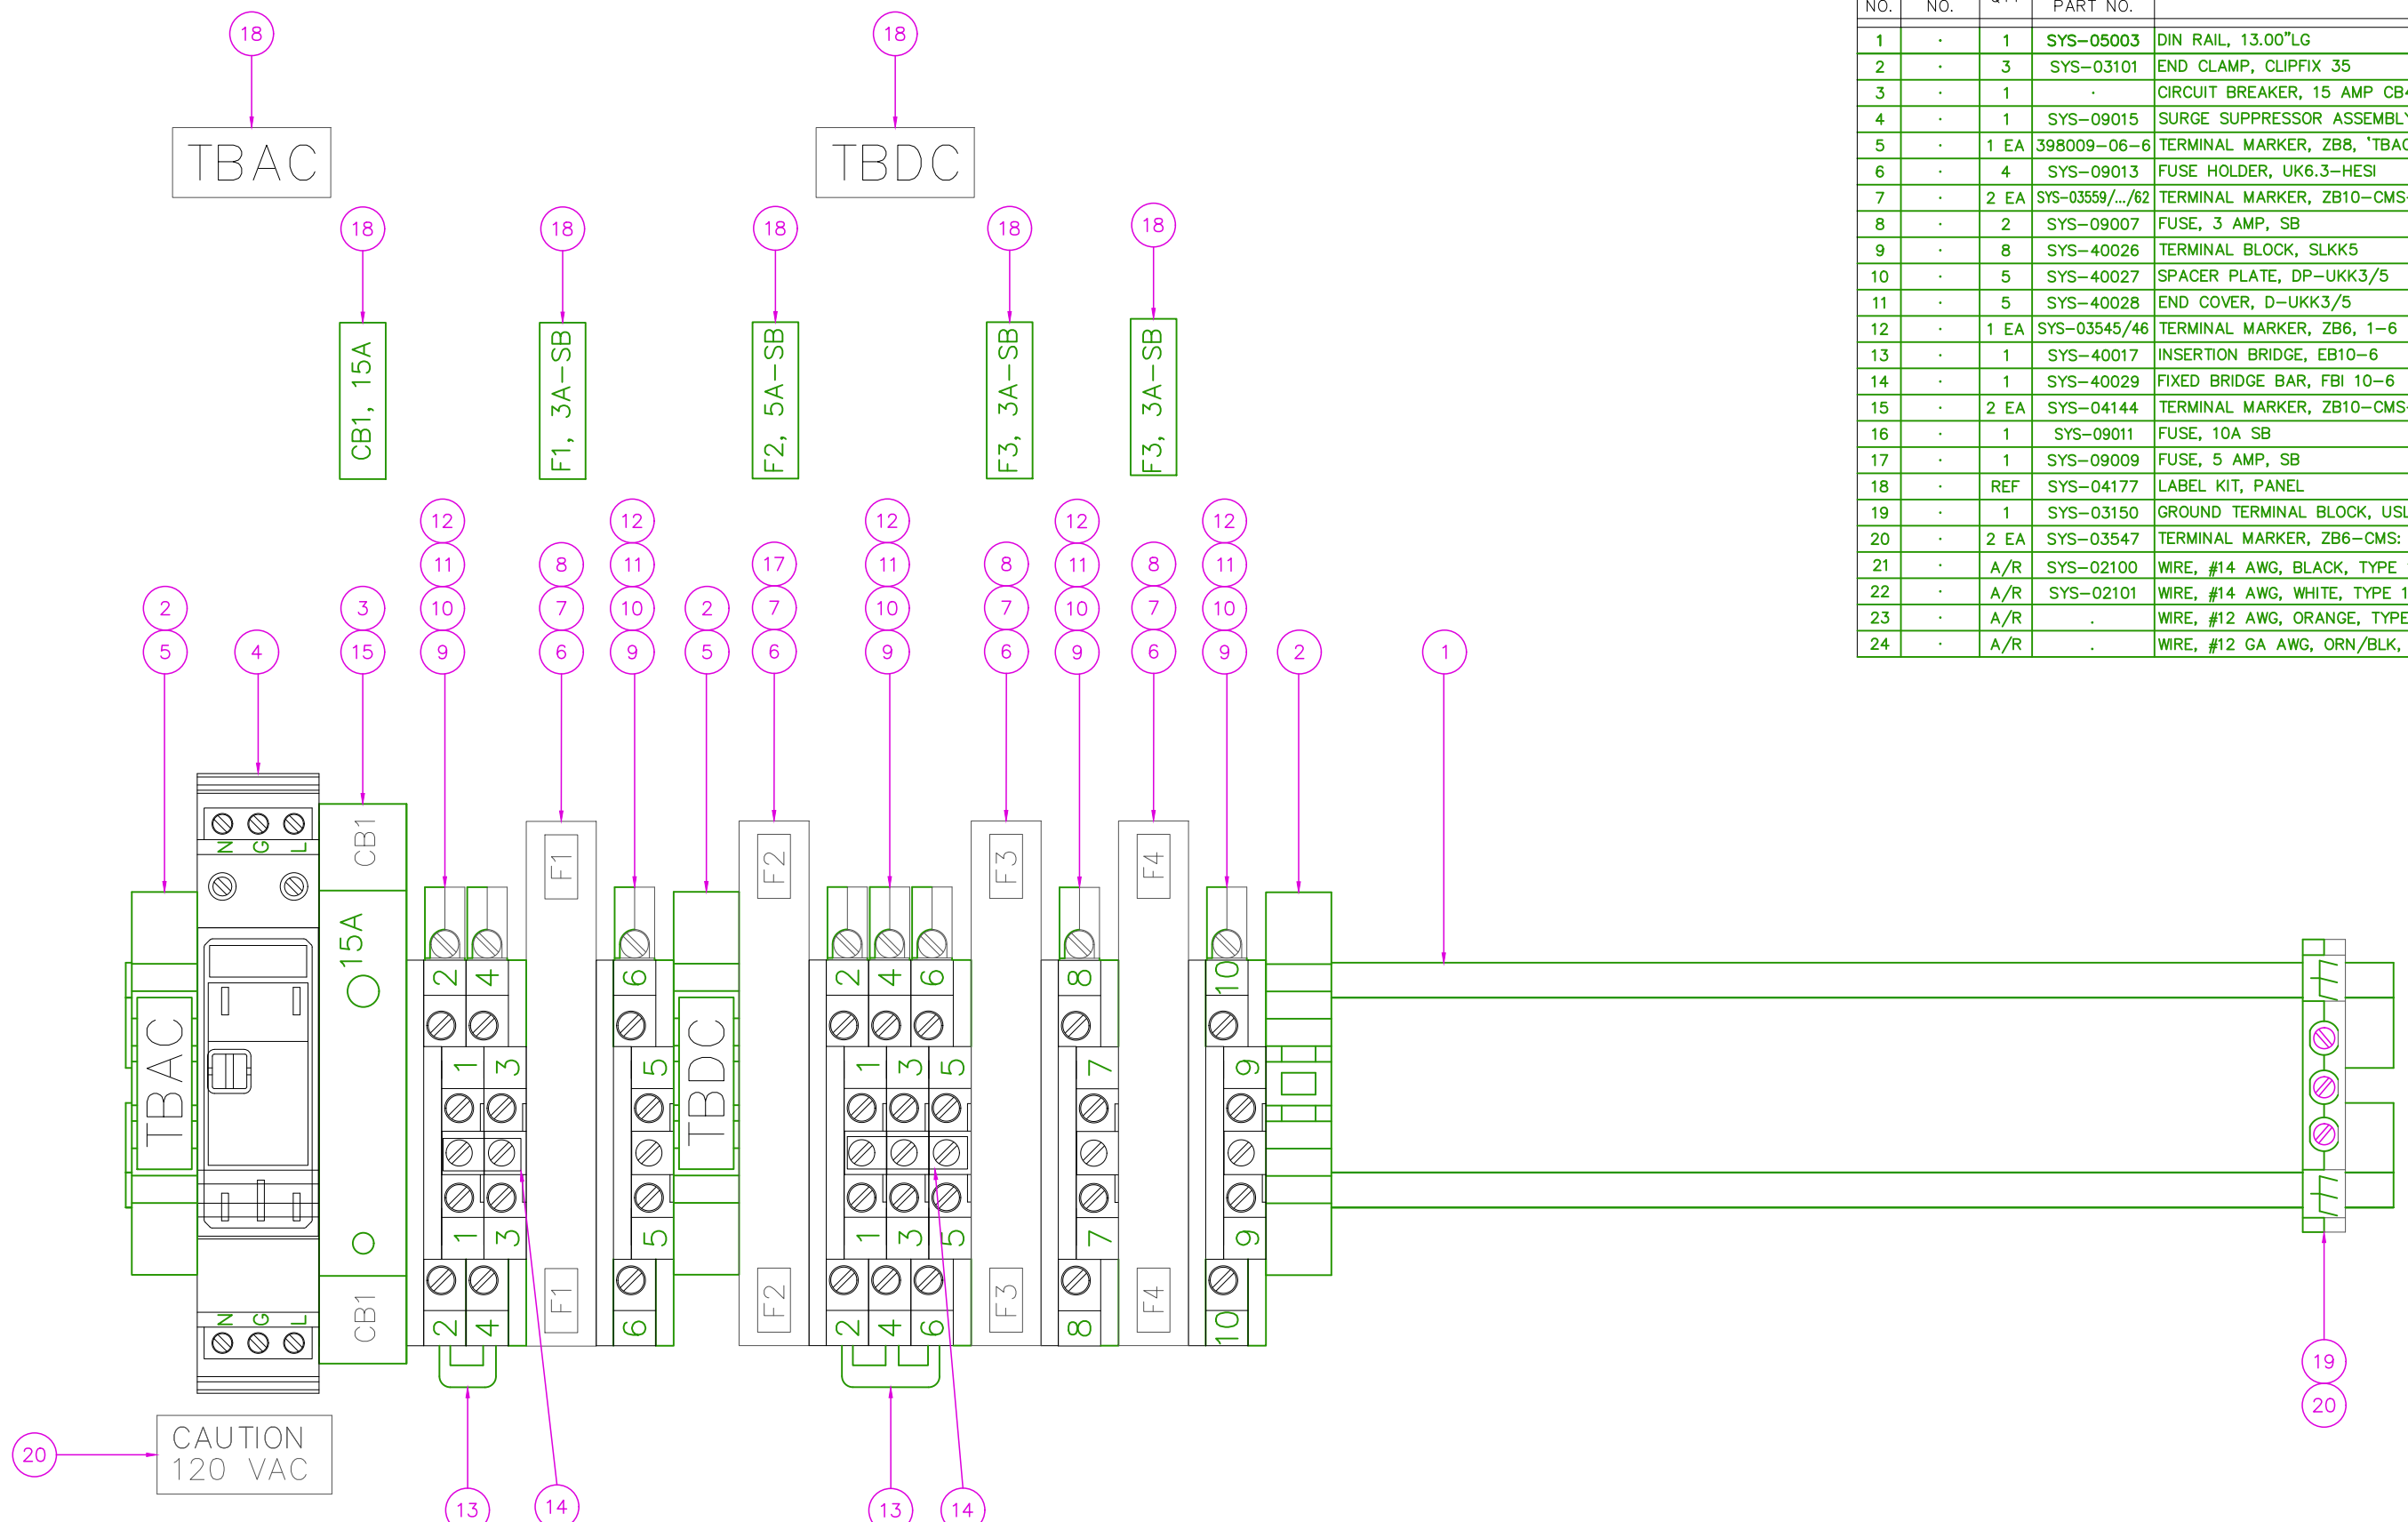 18
18
TBAC
TBDC
18
18
18
18
18
CB1, 15A
F1, 3A-SB
F2, 5A-SB
F3, 3A-SB
F3, 3A-SB
12
12
12
12
12
11
8
11
17
11
8
11
8
11
2
3
10
7
10
2
7
10
7
10
7
10
5
4
15
9
6
9
5
6
9
6
9
6
9
2
1
N G L
CB1
F1
F2
F3
F4
15A
2 4
6
2 4 6
8
10
TBAC
TBDC
1 3
5
1 3 5
7
9
1 3
5
1 3 5
7
9
N G L
CB1
F1
F2
F3
F4
2 4
6
2 4 6
8
10
19
20
20
CAUTION
120 VAC
13
14
13
14
NO. NO. PART NO.
1 · 1 SYS-05003 DIN RAIL, 13.00"LG
2 · 3 SYS-03101 END CLAMP, CLIPFIX 35
3 · 1 · CIRCUIT BREAKER, 15 AMP
4 · 1 SYS-09015 SURGE SUPPRESSOR ASSEMBLY
5 · 1 EA 398009-06-6 TERMINAL MARKER, ZB8, 'TBAC
6 · 4 SYS-09013 FUSE HOLDER, UK6.3-HESI
7 · 2 EA SYS-03559/.../62 TERMINAL MARKER, ZB10-CMS-
8 · 2 SYS-09007 FUSE, 3 AMP, SB
9 · 8 SYS-40026 TERMINAL BLOCK, SLKK5
10 · 5 SYS-40027 SPACER PLATE, DP-UKK3/5
11 · 5 SYS-40028 END COVER, D-UKK3/5
12 · 1 EA SYS-03545/46 TERMINAL MARKER, ZB6, 1-6
13 · 1 SYS-40017 INSERTION BRIDGE, EB10-6
14 · 1 SYS-40029 FIXED BRIDGE BAR, FBI 10-6
15 · 2 EA SYS-04144 TERMINAL MARKER, ZB10-CMS-
16 · 1 SYS-09011 FUSE, 10A SB
17 · 1 SYS-09009 FUSE, 5 AMP, SB
18 · REF SYS-04177 LABEL KIT, PANEL
19 · 1 SYS-03150 GROUND TERMINAL BLOCK,
20 · 2 EA SYS-03547 TERMINAL MARKER, ZB6-CMS:
21 · A/R SYS-02100 WIRE, #14 AWG, BLACK, TYPE
22 · A/R SYS-02101 WIRE, #14 AWG, WHITE, TYPE 1
23 · A/R . WIRE, #12 AWG, ORANGE, TYPE
24 · A/R . WIRE, #12 GA AWG, ORN/BLK,